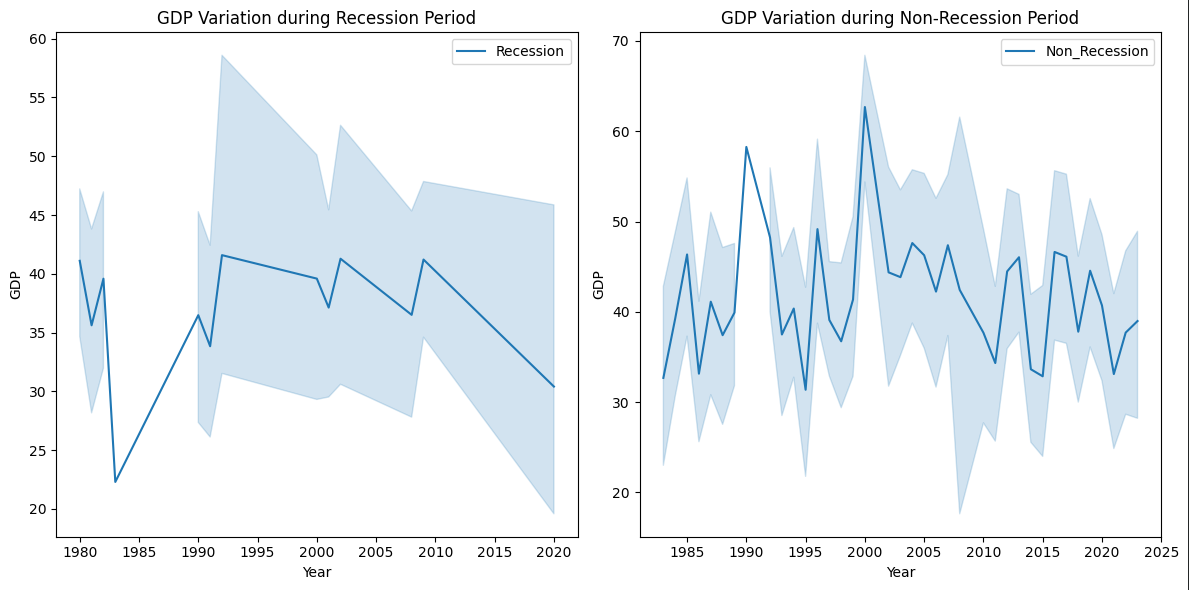 GDP Variation during Recession Period
Recession
60
55
50
45
40
35
30
25
20
GDP
1980 1985 1990 1995 2000 2005 2010 2015 2020
Year
GDP Variation during Non-Recession Period
Non_Recession
70
60
50
40
30
20
GDP
1985 1990 1995 2000 2005 2010 2015 2020 2025
Year